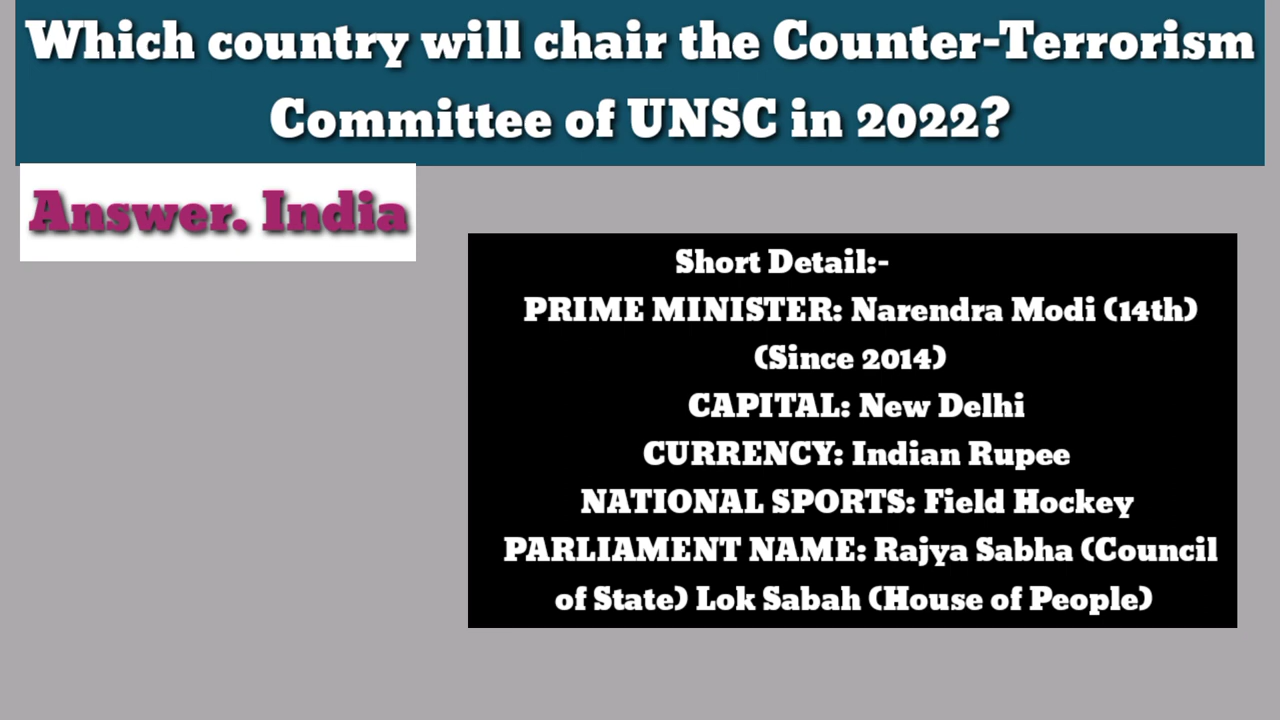 Which country will chair the Counter-Terrorism
Committee of UNSC in 2022?
Answer. India
Short Detail:-
PRIME MINISTER: Narendra Modi (14th)
(Since 2014)
CAPITAL: New Delhi
CURRENCY: Indian Rupee
NATIONAL SPORTS: Field Hockey
PARLIAMENT NAME: Rajya Sabha (Council
of State) Lok Sabah (House of People)